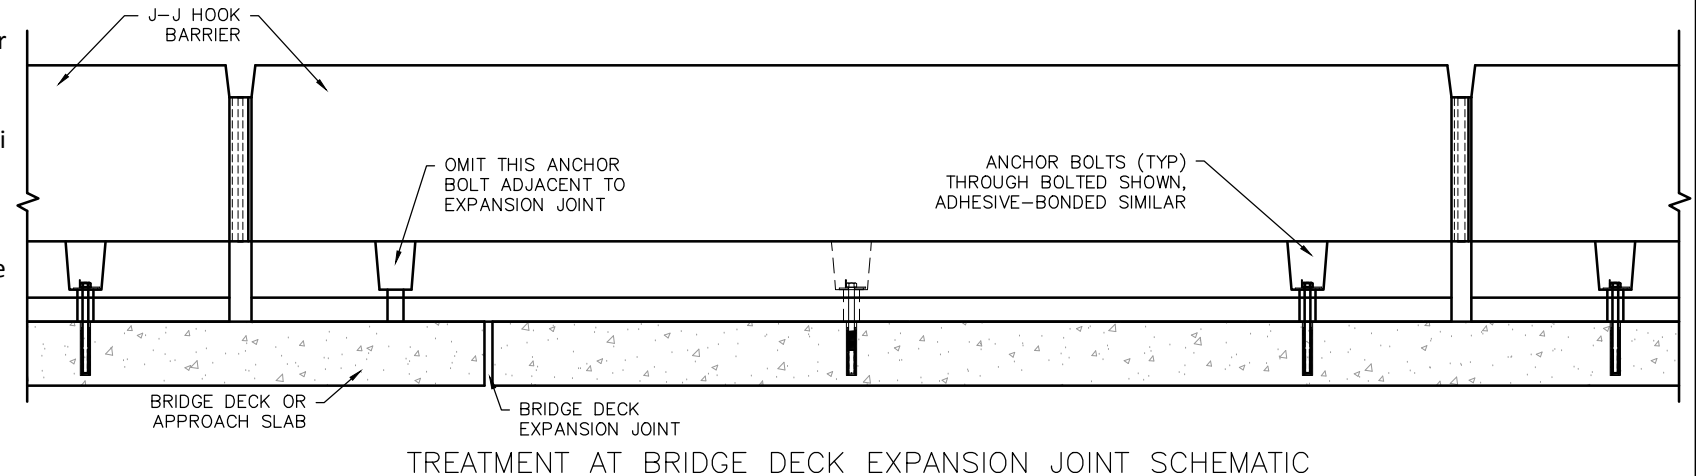 J-J HOOK
BARRIER
r
i
e
OMIT THIS ANCHOR
BOLT ADJACENT TO
EXPANSION JOINT
ANCHOR BOLTS (TYP)
THROUGH BOLTED SHOWN,
ADHESIVE-BONDED SIMILAR
BRIDGE DECK OR
APPROACH SLAB
BRIDGE DECK
EXPANSION JOINT
TREATMENT AT BRIDGE DECK EXPANSION JOINT SCHEMATIC